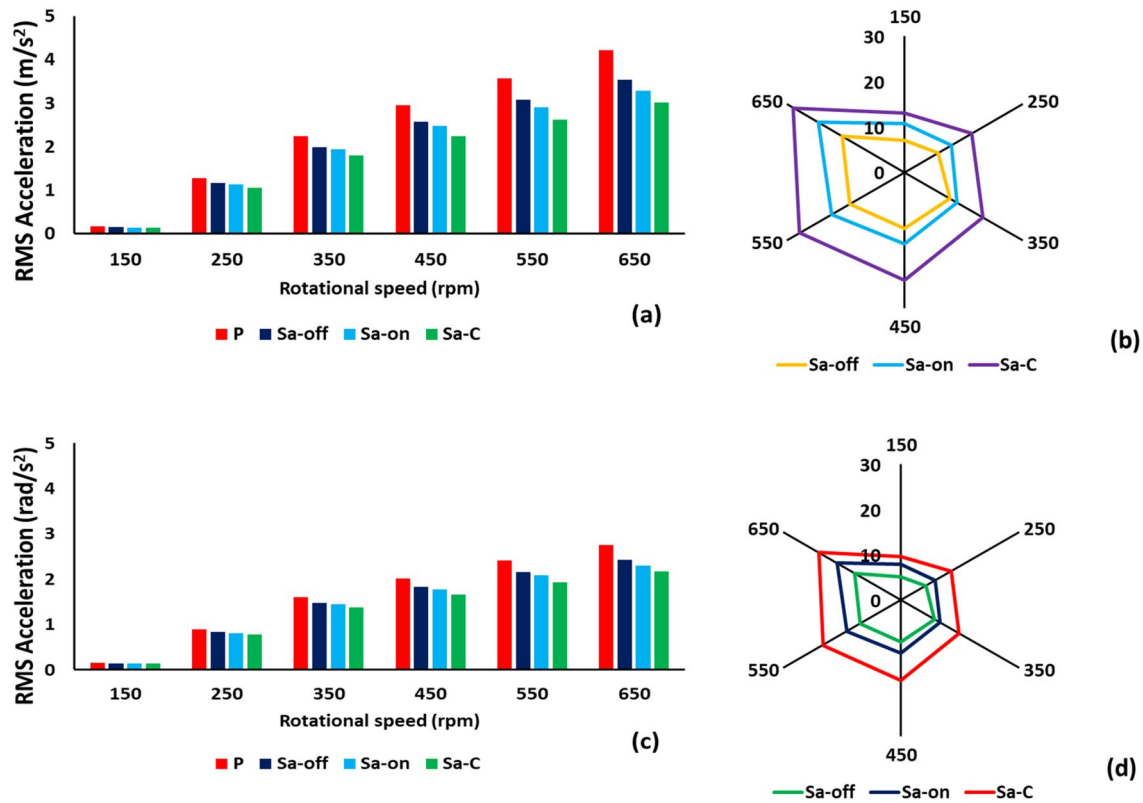 RMS Acceleration (m/s²)
5
4
3
2
1
0
150 250 350 450 550 650
Rotational speed (rpm)
(a)
P Sa-off Sa-on Sa-C
150
30
20
10
0
250
350
450
550
650
(b)
Sa-off Sa-on Sa-C
RMS Acceleration (rad/s²)
5
4
3
2
1
0
150 250 350 450 550 650
Rotational speed (rpm)
(c)
P Sa-off Sa-on Sa-C
150
30
20
10
0
250
350
450
550
650
(d)
Sa-off Sa-on Sa-C